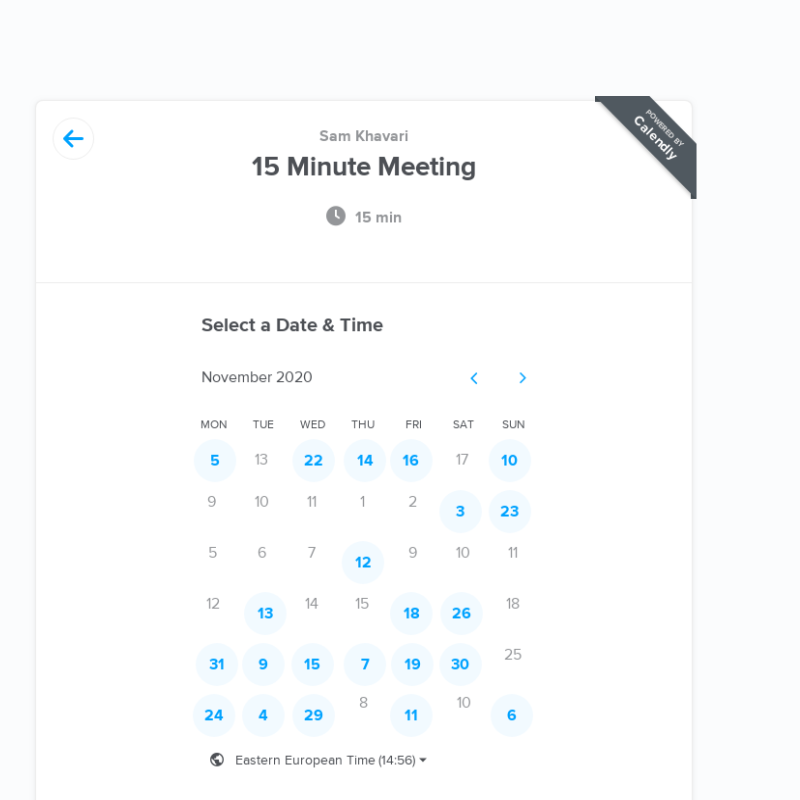 POWERED BY
Calendly
Sam Khavari
15 Minute Meeting
15 min
Select a Date & Time
November 2020
MON TUE WED THU FRI SAT SUN
5 13 22 14 16 17 10
9 10 11 1 2 3 23
5 6 7 12 9 10 11
12 13 14 15 18 26 18
31 9 15 7 19 30 25
24 4 29 8 11 10 6
Eastern European Time (14:56)